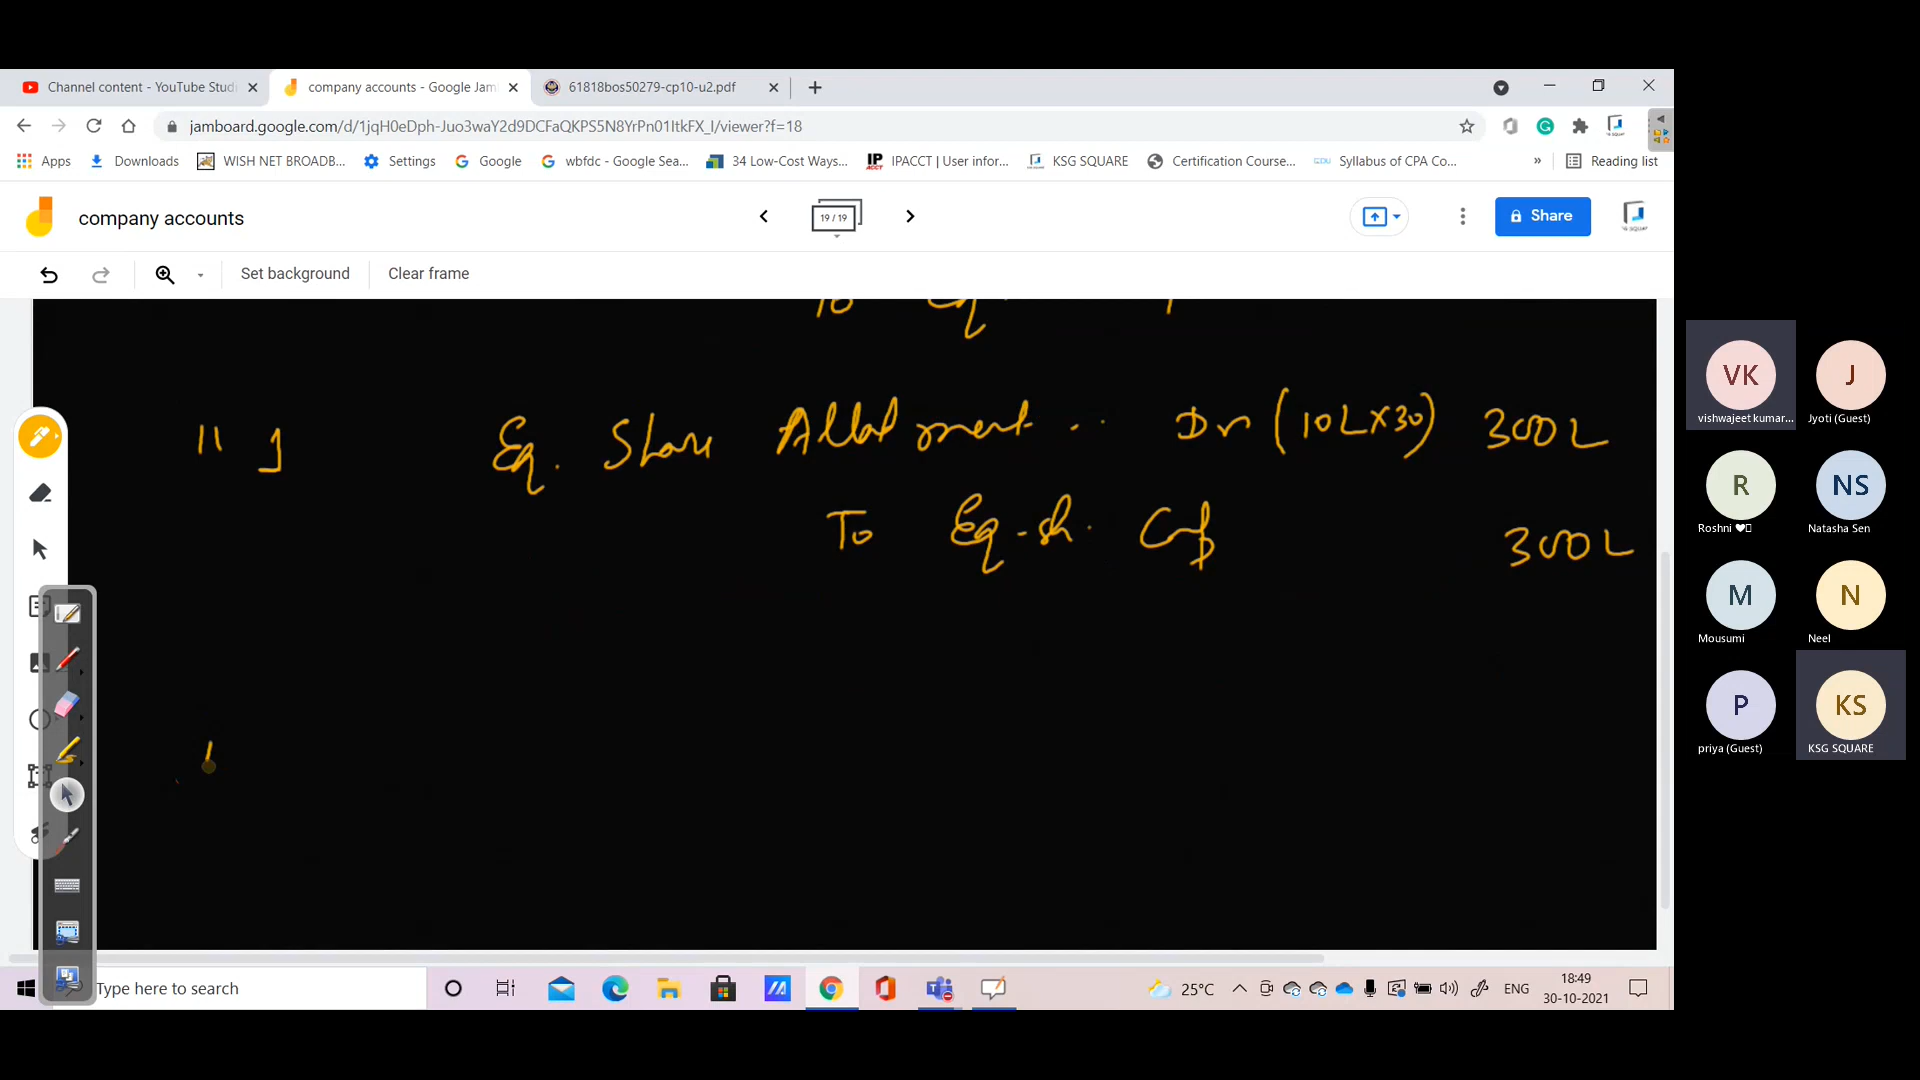 Channel content - YouTube Studi
company accounts - Google Jam
61818bos50279-cp10-u2.pdf
jamboard.google.com/d/1jqH0eDph-Juo3waY2d9DCFaQKPS5N8YrPn01ItkFX_I/viewer?f=18
Apps Downloads WISH NET BROADB... Settings Google wbfdc - Google Sea... 34 Low-Cost Ways... IPACCT | User infor... KSG SQUARE Certification Course... Syllabus of CPA Co... » Reading list
company accounts
19 / 19
Share
Set background
Clear frame
To Eq.
11 ] Eq. Share Allotment .. Dr (10L×30) 300L
To Eq-sh. Cap 300L
VK
vishwajeet kumar...
J
Jyoti (Guest)
R
Roshni
NS
Natasha Sen
M
Mousumi
N
Neel
P
priya (Guest)
KS
KSG SQUARE
Type here to search
25°C
ENG
18:49
30-10-2021